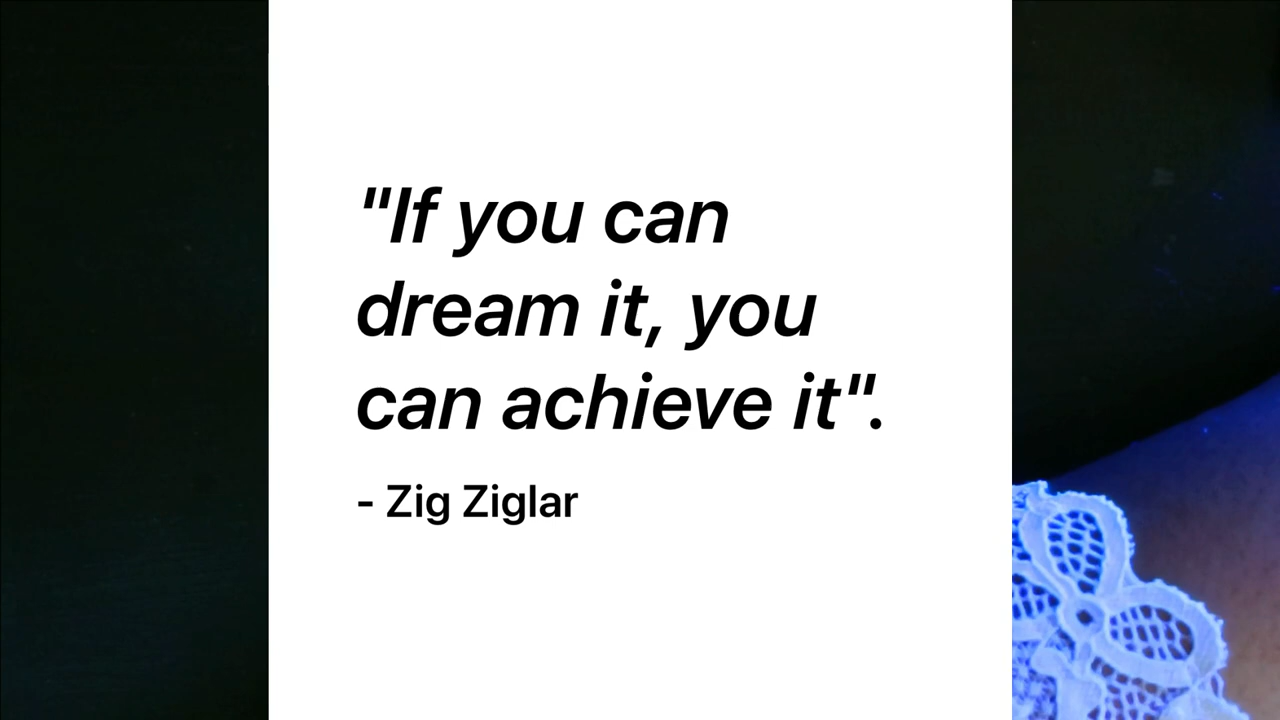 "If you can
dream it, you
can achieve it".
- Zig Ziglar